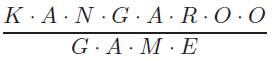 K · A · N · G · A · R · O · O
G · A · M · E